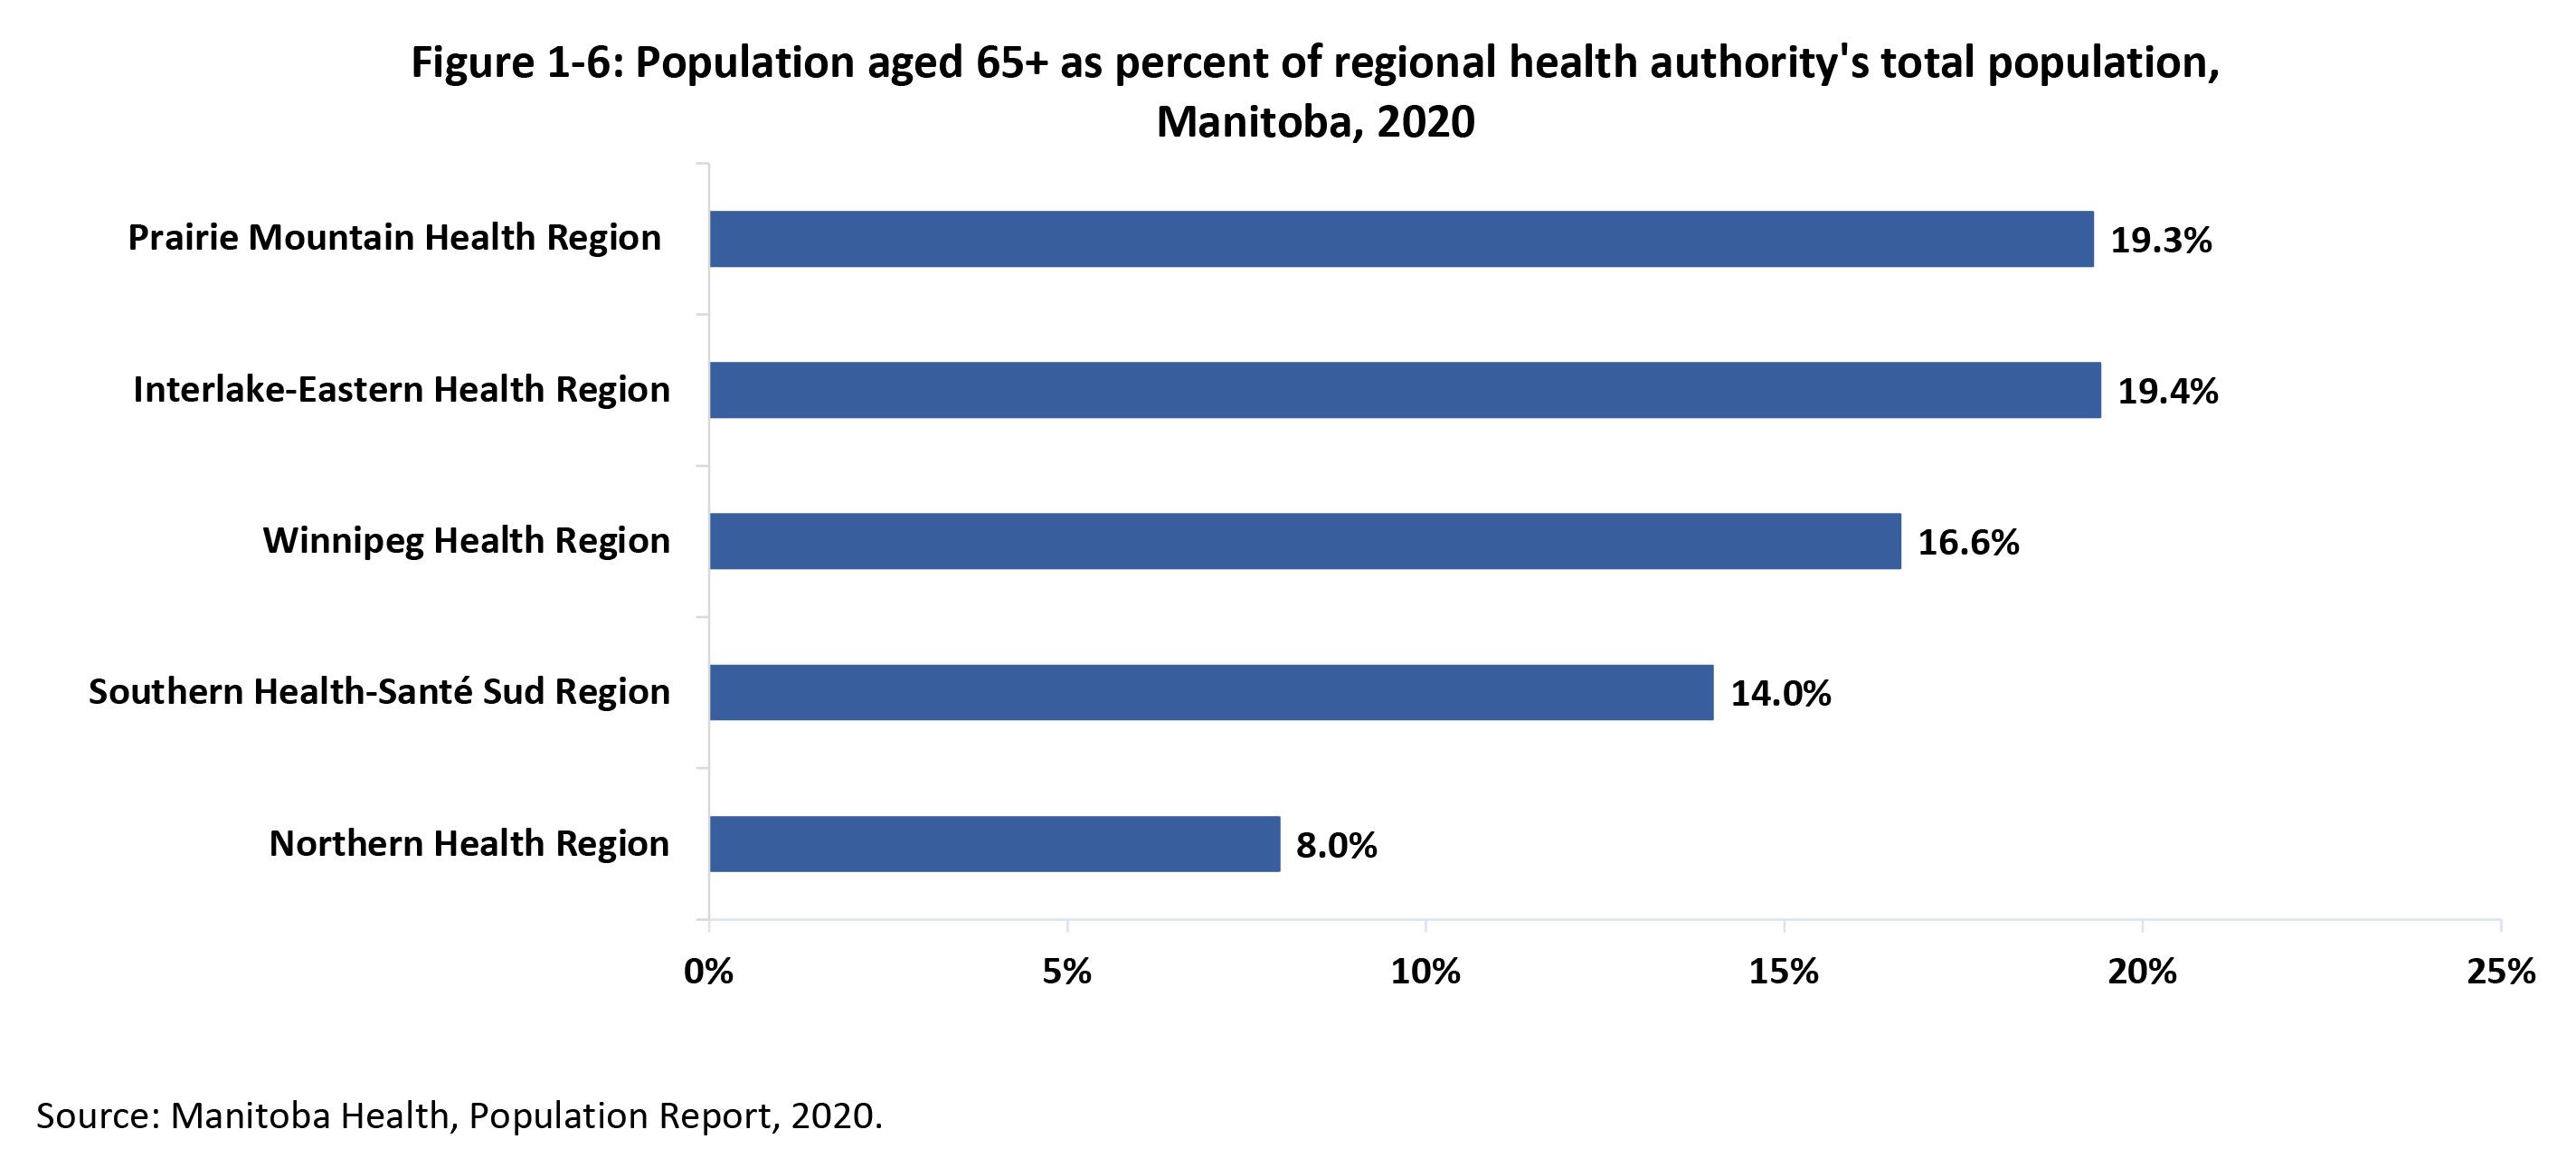 Figure 1-6: Population aged 65+ as percent of regional health authority's total population,
Manitoba, 2020
Prairie Mountain Health Region 19.3%
Interlake-Eastern Health Region 19.4%
Winnipeg Health Region 16.6%
Southern Health-Santé Sud Region 14.0%
Northern Health Region 8.0%
0% 5% 10% 15% 20% 25%
Source: Manitoba Health, Population Report, 2020.